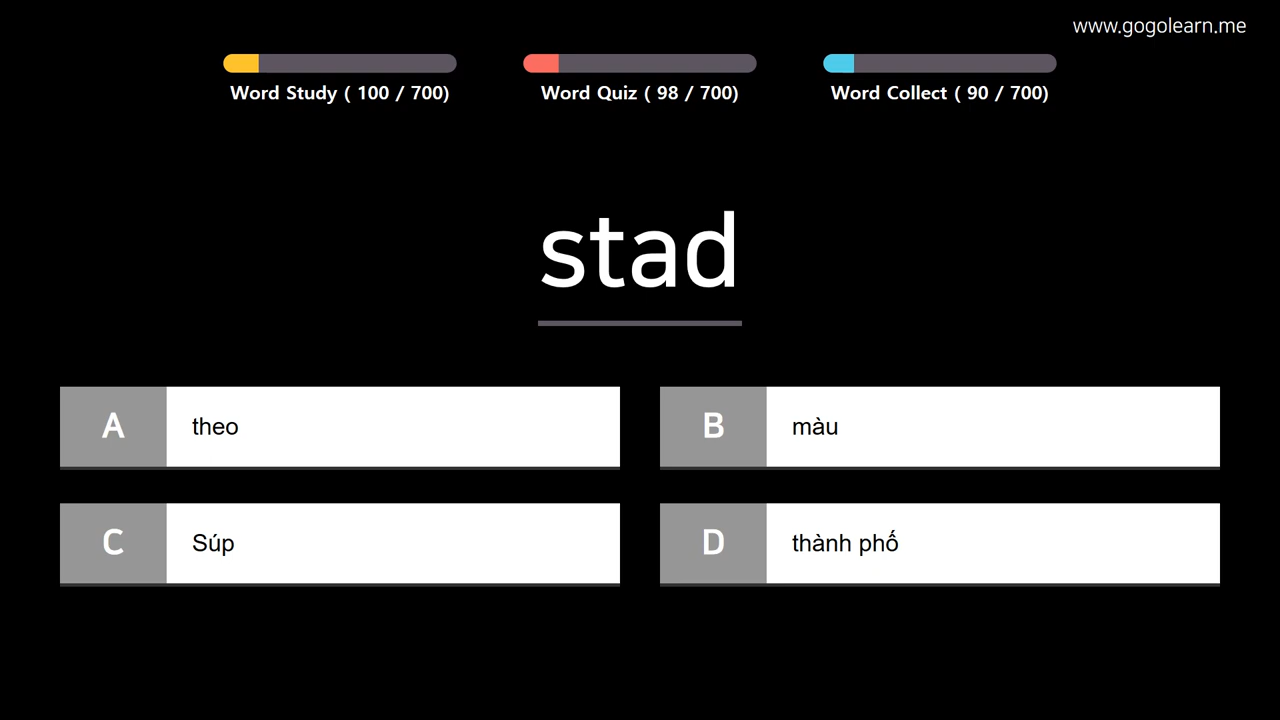 www.gogolearn.me
Word Study ( 100 / 700)
Word Quiz ( 98 / 700)
Word Collect ( 90 / 700)
stad
A
theo
B
màu
C
Súp
D
thành phố